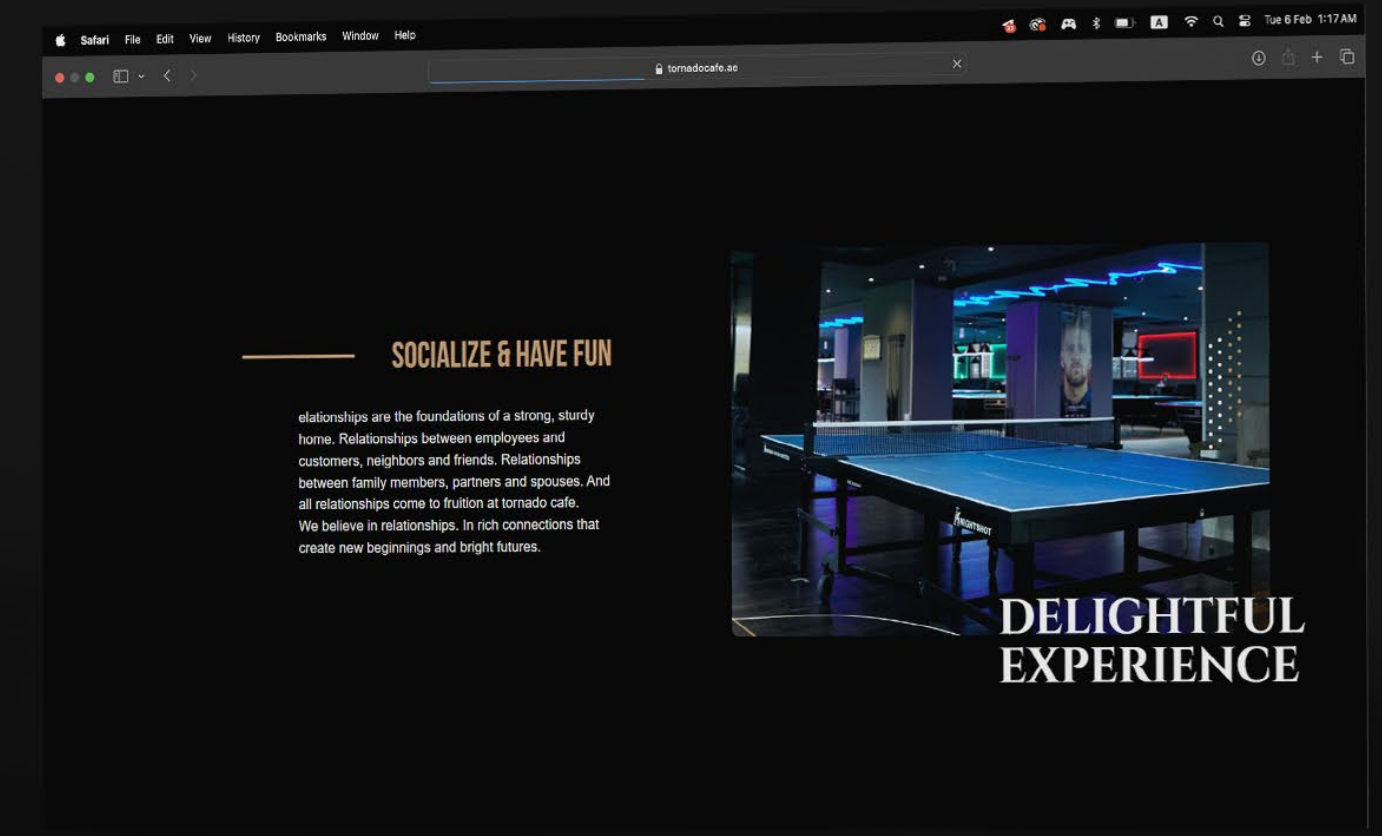 Safari File Edit View History Bookmarks Window Help
A
Tue 6 Feb 1:17 AM
tornadocafe.ae
SOCIALIZE & HAVE FUN
elationships are the foundations of a strong, sturdy
home. Relationships between employees and
customers, neighbors and friends. Relationships
between family members, partners and spouses. And
all relationships come to fruition at tornado cafe.
We believe in relationships. In rich connections that
create new beginnings and bright futures.
KNIGHTSHOT
DELIGHTFUL
EXPERIENCE